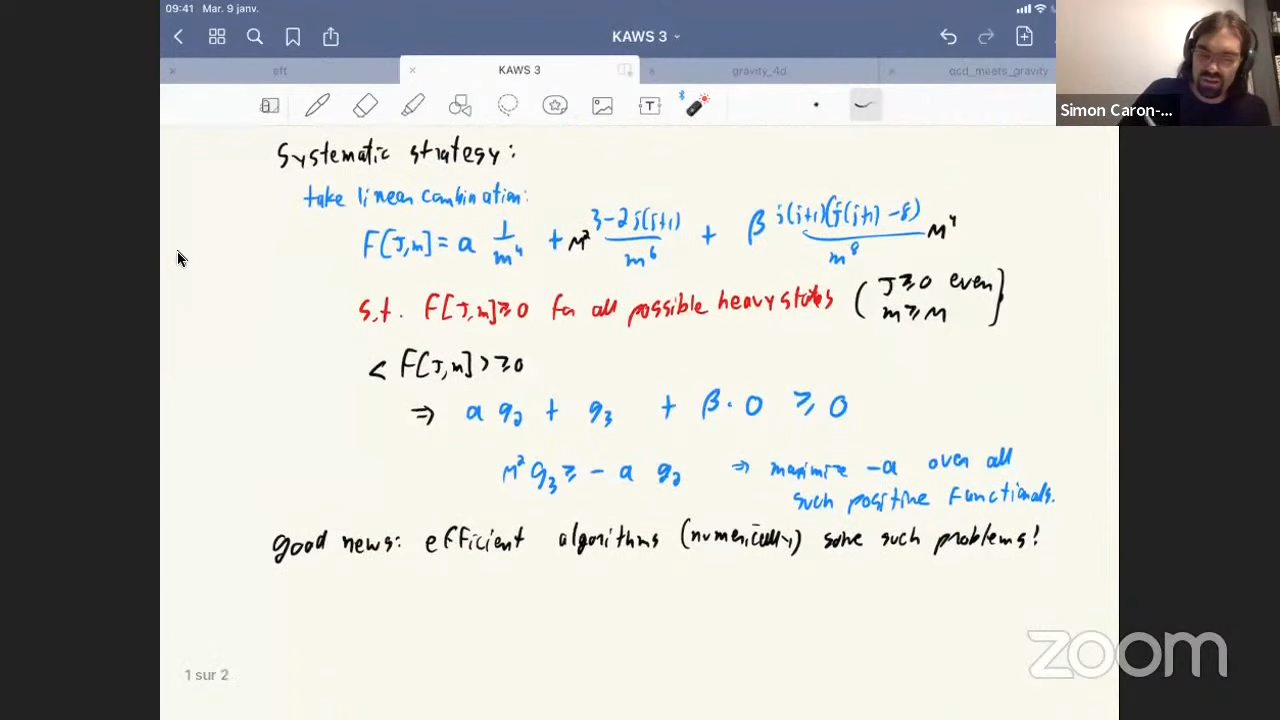 09:41 Mar. 9 janv.
KAWS 3
eft
KAWS 3
gravity_4d
qcd_meets_gravity
Simon Caron-...
Systematic strategy:
take linear combination:
F[J,m] = a 1/m⁴ + M² (3-2j(j+1))/m⁶ + β (j(j+1)(j(j+1)-8))/m⁸ M⁴
s.t. F[J,m] ≥ 0 for all possible heavy states (J ≥ 0 even m ≥ M)
< F[J,m] > ≥ 0
⇒ a g₂ + g₃ + β · 0 ≥ 0
M² g₃ ≥ - a g₂ ⇒ maximize -a over all
such positive functionals.
good news: efficient algorithms (numerically) solve such problems!
1 sur 2
zoom